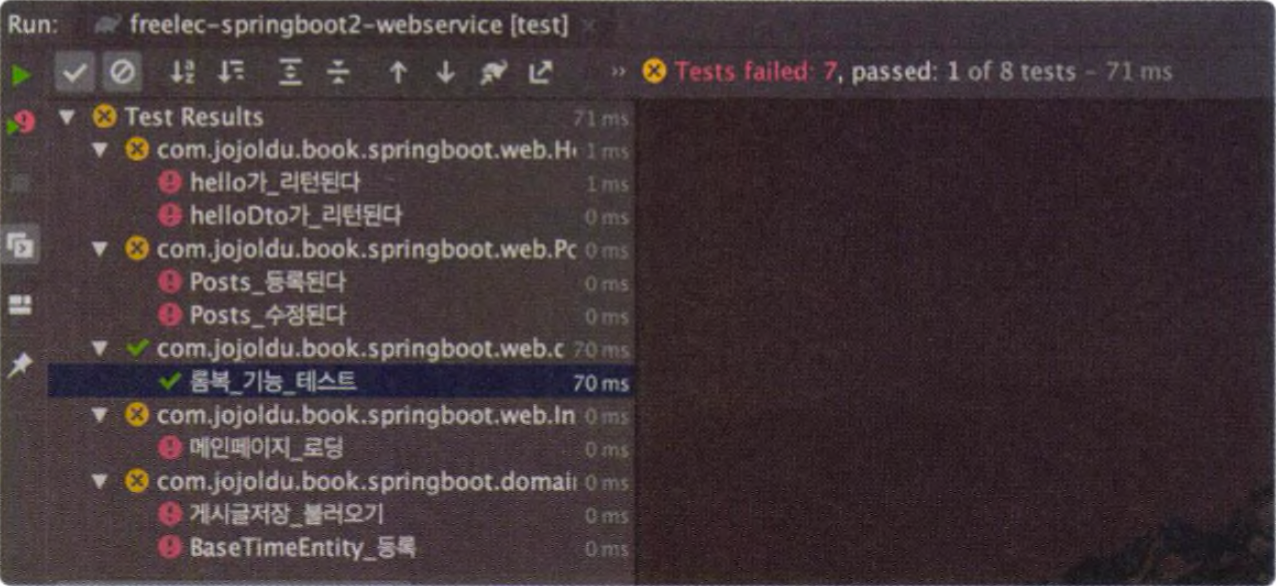 Run: freelec-springboot2-webservice [test]
Tests failed: 7, passed: 1 of 8 tests – 71 ms
Test Results 71 ms
com.jojoldu.book.springboot.web.H 1 ms
hello가_리턴된다 1 ms
helloDto가_리턴된다 0 ms
com.jojoldu.book.springboot.web.Pc 0 ms
Posts_등록된다 0 ms
Posts_수정된다 0 ms
com.jojoldu.book.springboot.web.c 70 ms
롬복_기능_테스트 70 ms
com.jojoldu.book.springboot.web.In 0 ms
메인페이지_로딩 0 ms
com.jojoldu.book.springboot.domai 0 ms
게시글저장_불러오기 0 ms
BaseTimeEntity_등록 0 ms